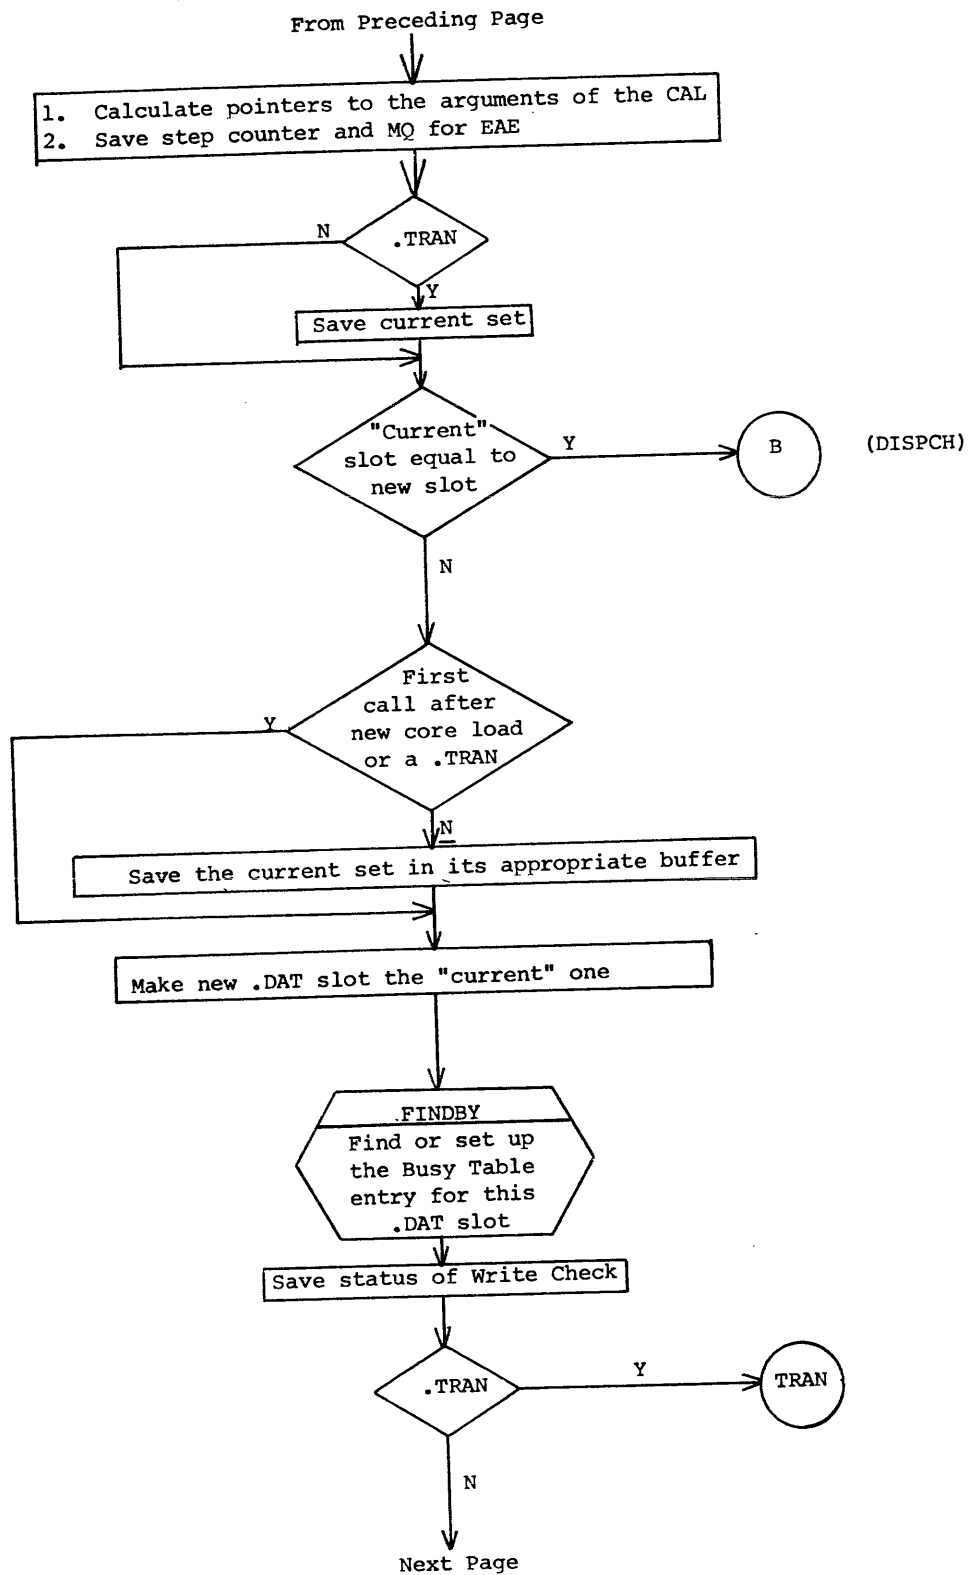 From Preceding Page
1. Calculate pointers to the arguments of the CAL
2. Save step counter and MQ for EAE
N
.TRAN
Y
Save current set
"Current"
slot equal to
new slot
Y
B
(DISPCH)
N
First
call after
new core load
or a .TRAN
Y
N
Save the current set in its appropriate buffer
Make new .DAT slot the "current" one
.FINDBY
Find or set up
the Busy Table
entry for this
.DAT slot
Save status of Write Check
.TRAN
Y
TRAN
N
Next Page